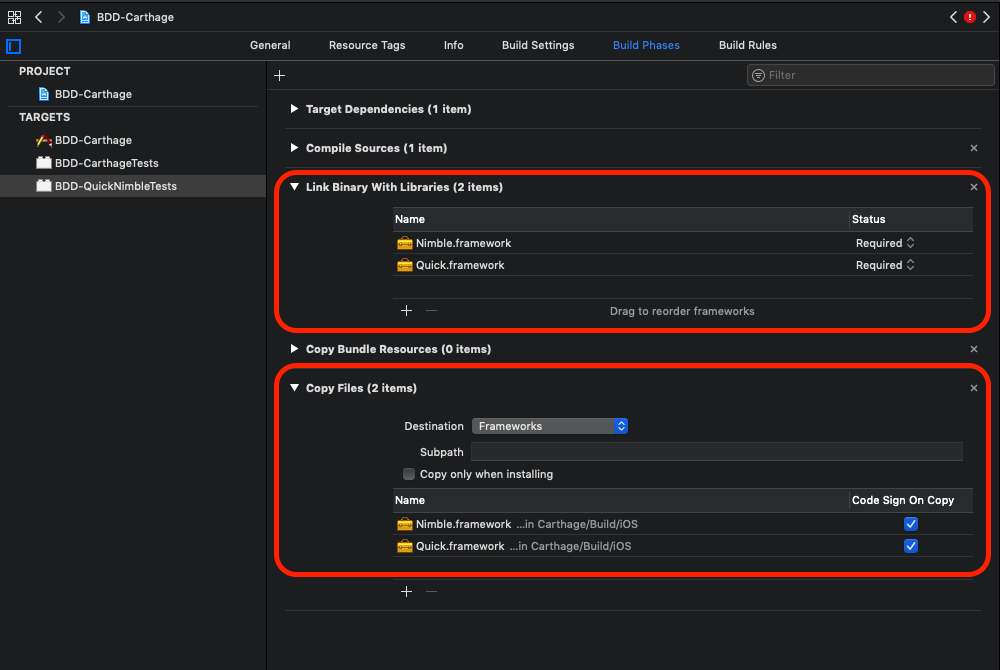 BDD-Carthage
General Resource Tags Info Build Settings Build Phases Build Rules
PROJECT
BDD-Carthage
TARGETS
BDD-Carthage
BDD-CarthageTests
BDD-QuickNimbleTests
Filter
Target Dependencies (1 item)
Compile Sources (1 item)
Link Binary With Libraries (2 items)
Name Status
Nimble.framework Required
Quick.framework Required
Drag to reorder frameworks
Copy Bundle Resources (0 items)
Copy Files (2 items)
Destination Frameworks
Subpath
Copy only when installing
Name Code Sign On Copy
Nimble.framework ...in Carthage/Build/iOS
Quick.framework ...in Carthage/Build/iOS